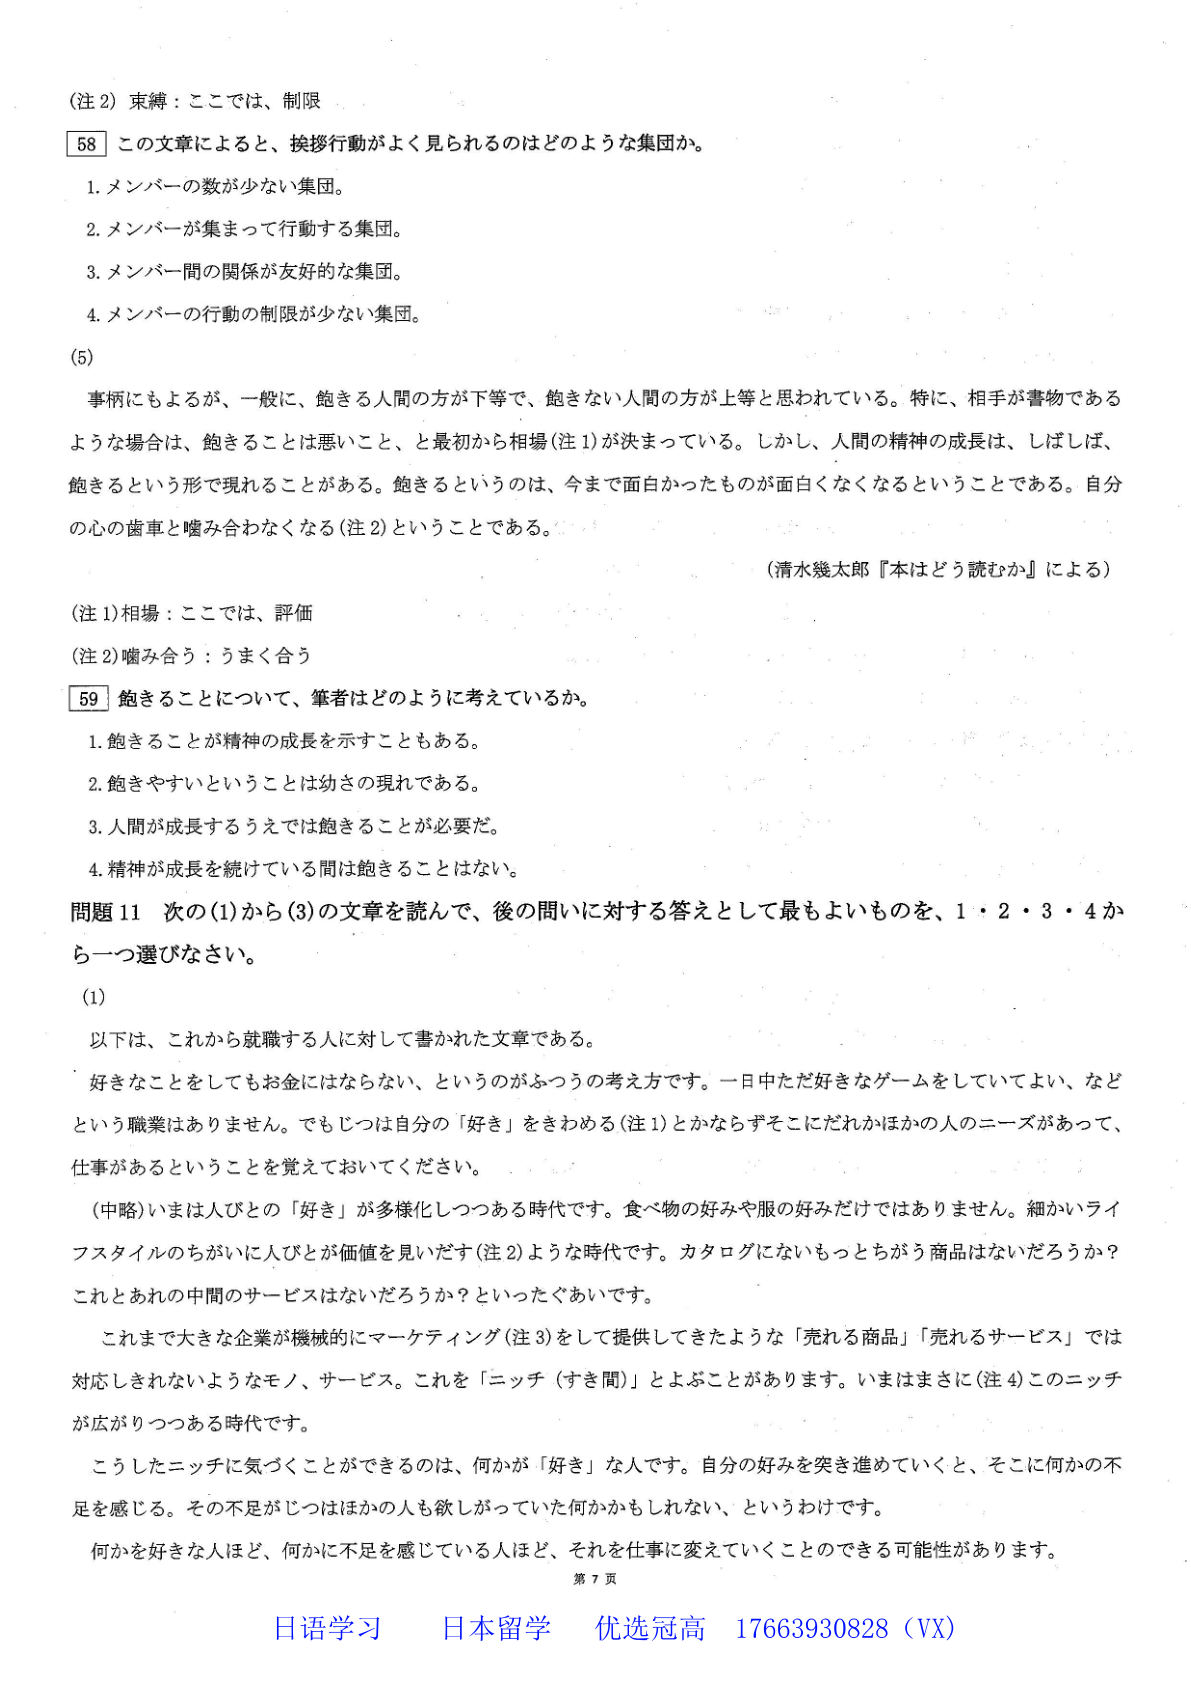 (注2) 束縛：ここでは、制限
58 この文章によると、挨拶行動がよく見られるのはどのような集団か。
1. メンバーの数が少ない集団。
2. メンバーが集まって行動する集団。
3. メンバー間の関係が友好的な集団。
4. メンバーの行動の制限が少ない集団。
(5)
事柄にもよるが、一般に、飽きる人間の方が下等で、飽きない人間の方が上等と思われている。特に、相手が書物である
ような場合は、飽きることは悪いこと、と最初から相場(注1)が決まっている。しかし、人間の精神の成長は、しばしば、
飽きるという形で現れることがある。飽きるというのは、今まで面白かったものが面白くなくなるということである。自分
の心の歯車と噛み合わなくなる(注2)ということである。
（清水幾太郎『本はどう読むか』による）
(注1)相場：ここでは、評価
(注2)噛み合う：うまく合う
59 飽きることについて、筆者はどのように考えているか。
1. 飽きることが精神の成長を示すこともある。
2. 飽きやすいということは幼さの現れである。
3. 人間が成長するうえでは飽きることが必要だ。
4. 精神が成長を続けている間は飽きることはない。
問題11 次の(1)から(3)の文章を読んで、後の問いに対する答えとして最もよいものを、1・2・3・4か
ら一つ選びなさい。
(1)
以下は、これから就職する人に対して書かれた文章である。
好きなことをしてもお金にはならない、というのがふつうの考え方です。一日中ただ好きなゲームをしていてよい、など
という職業はありません。でもじつは自分の「好き」をきわめる(注1)とかならずそこにだれかほかの人のニーズがあって、
仕事があるということを覚えておいてください。
(中略)いまは人びとの「好き」が多様化しつつある時代です。食べ物の好みや服の好みだけではありません。細かいライ
フスタイルのちがいに人びとが価値を見いだす(注2)ような時代です。カタログにないもっとちがう商品はないだろうか？
これとあれの中間のサービスはないだろうか？といったぐあいです。
これまで大きな企業が機械的にマーケティング(注3)をして提供してきたような「売れる商品」「売れるサービス」では
対応しきれないようなモノ、サービス。これを「ニッチ（すき間）」とよぶことがあります。いまはまさに(注4)このニッチ
が広がりつつある時代です。
こうしたニッチに気づくことができるのは、何かが「好き」な人です。自分の好みを突き進めていくと、そこに何かの不
足を感じる。その不足がじつはほかの人も欲しがっていた何かかもしれない、というわけです。
何かを好きな人ほど、何かに不足を感じている人ほど、それを仕事に変えていくことのできる可能性があります。
第 7 页
日语学习 日本留学 优选冠高 17663930828（VX）